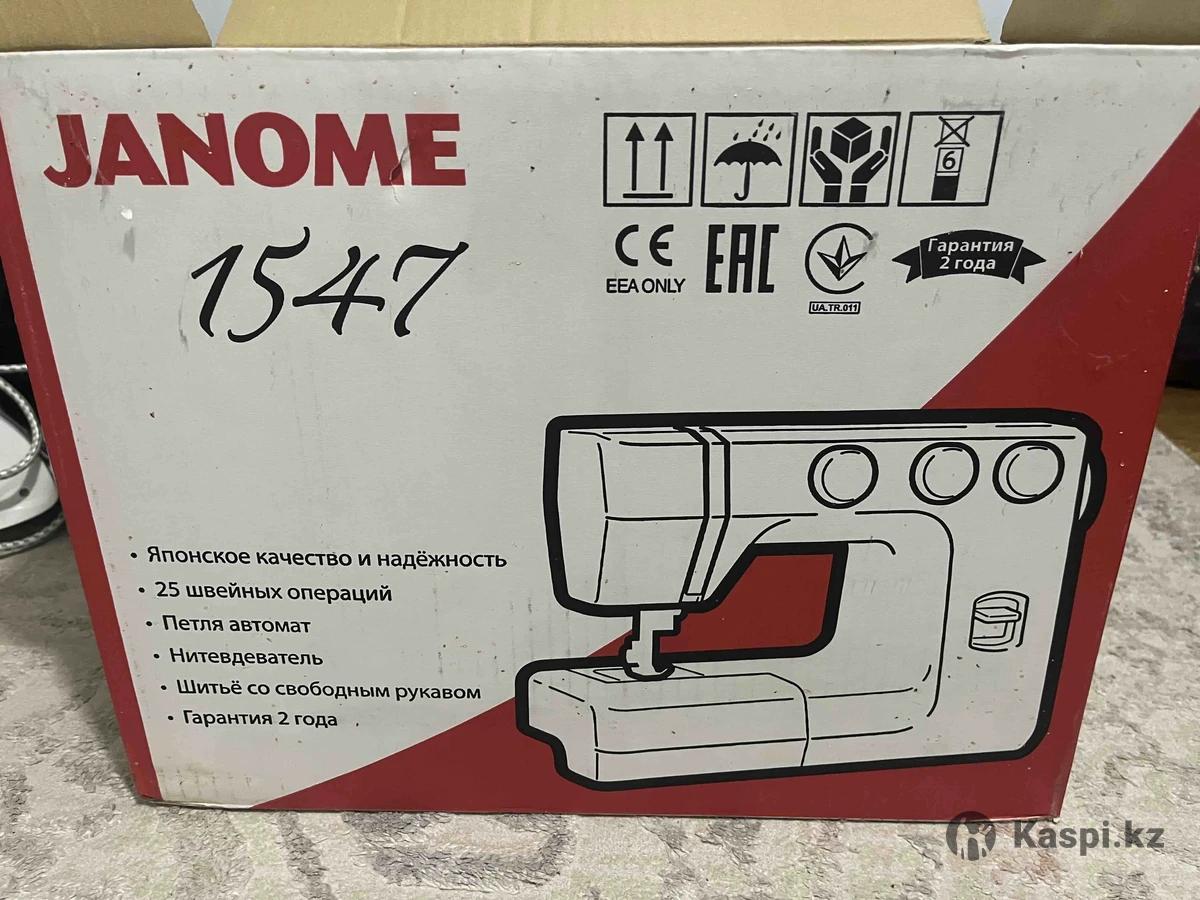 JANOME
1547
6
CE
EEA ONLY
EAC
UA.TR.011
Гарантия
2 года
• Японское качество и надёжность
• 25 швейных операций
• Петля автомат
• Нитевдеватель
• Шитьё со свободным рукавом
• Гарантия 2 года
Kaspi.kz